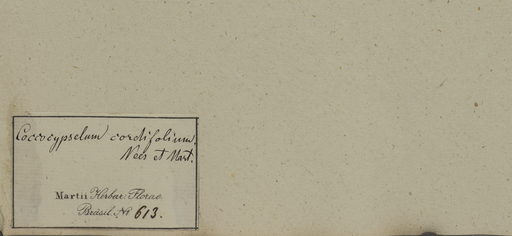 Coccocypselum cordifolium,
Nees et Mart.
Martii Herbar. Florae
Brasil. No 613.